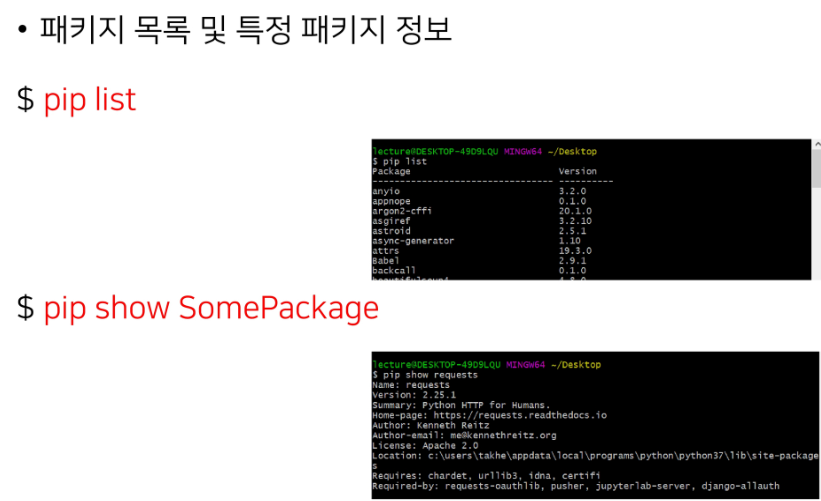 • 패키지 목록 및 특정 패키지 정보
$ pip list
lecture@DESKTOP-49D9LQU MINGW64 ~/Desktop
$ pip list
Package Version
-------------------------------- ----------
anyio 3.2.0
appnope 0.1.0
argon2-cffi 20.1.0
asgiref 3.2.10
astroid 2.5.1
async-generator 1.10
attrs 19.3.0
Babel 2.9.1
backcall 0.1.0
$ pip show SomePackage
lecture@DESKTOP-49D9LQU MINGW64 ~/Desktop
$ pip show requests
Name: requests
Version: 2.25.1
Summary: Python HTTP for Humans.
Home-page: https://requests.readthedocs.io
Author: Kenneth Reitz
Author-email: me@kennethreitz.org
License: Apache 2.0
Location: c:\users\takhe\appdata\local\programs\python\python37\lib\site-package
s
Requires: chardet, urllib3, idna, certifi
Required-by: requests-oauthlib, pusher, jupyterlab-server, django-allauth